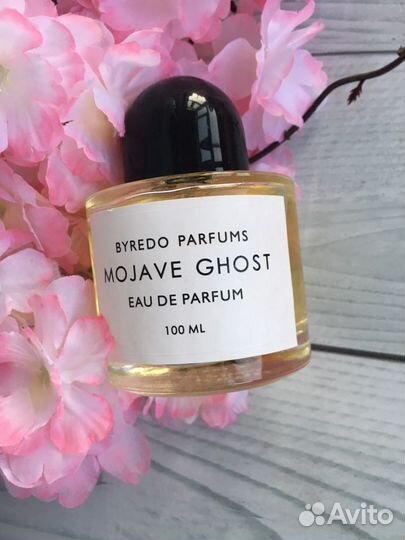 BYREDO PARFUMS
MOJAVE GHOST
EAU DE PARFUM
100 ML
Avito